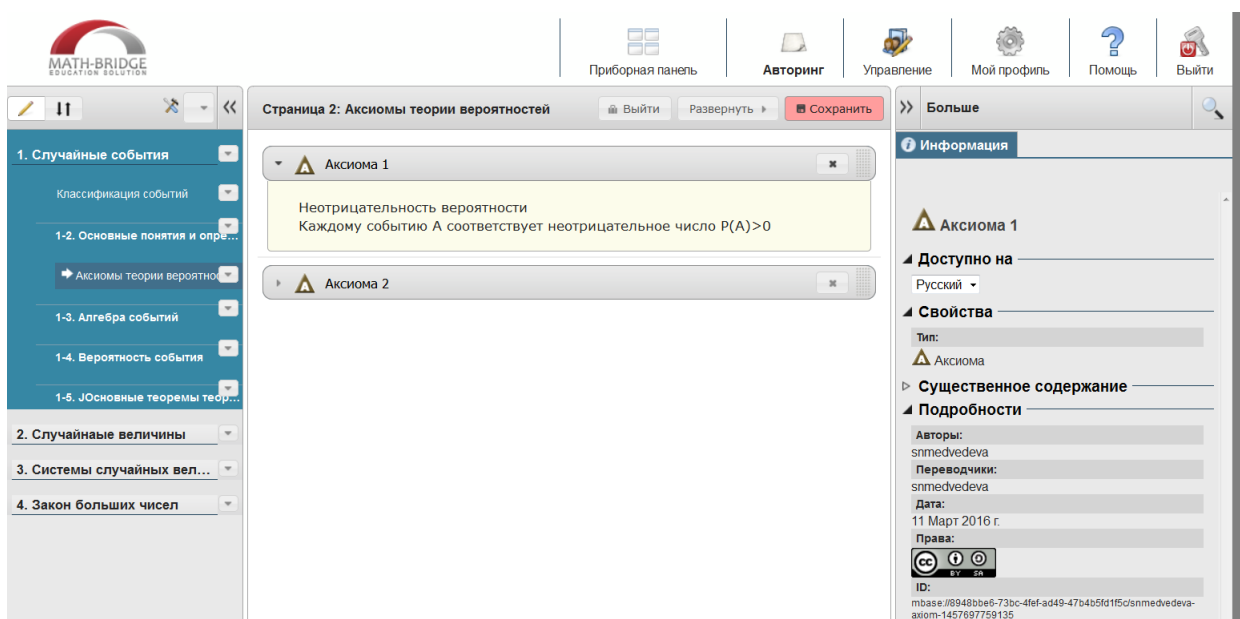 MATH-BRIDGE
EDUCATION SOLUTION
Приборная панель
Авторинг
Управление
Мой профиль
Помощь
Выйти
Страница 2: Аксиомы теории вероятностей
Выйти
Развернуть
Сохранить
Больше
1. Случайные события
Классификация событий
1-2. Основные понятия и опре...
Аксиомы теории вероятно
1-3. Алгебра событий
1-4. Вероятность события
1-5. JОсновные теоремы теор...
2. Случайнаые величины
3. Системы случайных вел...
4. Закон больших чисел
Аксиома 1
Неотрицательность вероятности
Каждому событию А соответствует неотрицательное число Р(А)>0
Аксиома 2
Информация
Аксиома 1
Доступно на
Русский
Свойства
Тип:
Аксиома
Существенное содержание
Подробности
Авторы:
snmedvedeva
Переводчики:
snmedvedeva
Дата:
11 Март 2016 г.
Права:
cc BY SA
ID:
mbase://8948bbe6-73bc-4fef-ad49-47b4b5fd1f5c/snmedvedeva-
axiom-1457697759135